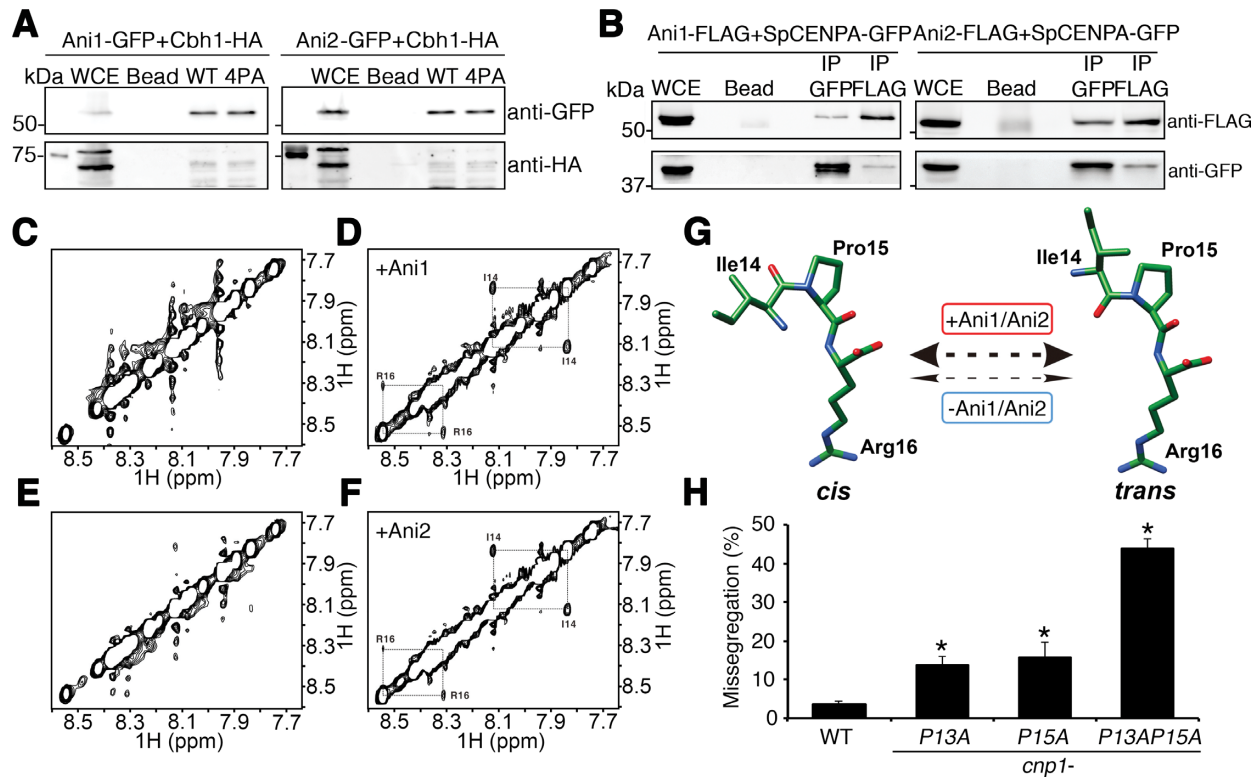 A
Ani1-GFP+Cbh1-HA Ani2-GFP+Cbh1-HA
kDa WCE Bead WT 4PA WCE Bead WT 4PA
50 anti-GFP
75 anti-HA
B
Ani1-FLAG+SpCENPA-GFP Ani2-FLAG+SpCENPA-GFP
IP IP IP IP
kDa WCE Bead GFP FLAG WCE Bead GFP FLAG
50 anti-FLAG
37 anti-GFP
C
7.7
7.9
8.1
8.3
8.5
1H (ppm)
8.5 8.3 8.1 7.9 7.7
1H (ppm)
D
+Ani1
I14
I14
R16
R16
7.7
7.9
8.1
8.3
8.5
1H (ppm)
8.5 8.3 8.1 7.9 7.7
1H (ppm)
E
7.7
7.9
8.1
8.3
8.5
1H (ppm)
8.5 8.3 8.1 7.9 7.7
1H (ppm)
F
+Ani2
I14
I14
R16
R16
7.7
7.9
8.1
8.3
8.5
1H (ppm)
8.5 8.3 8.1 7.9 7.7
1H (ppm)
G
Ile14
Pro15
Arg16
cis
+Ani1/Ani2
-Ani1/Ani2
Ile14
Pro15
Arg16
trans
H
Missegregation (%)
50
40
30
20
10
0
* * *
WT P13A P15A P13AP15A
cnp1-